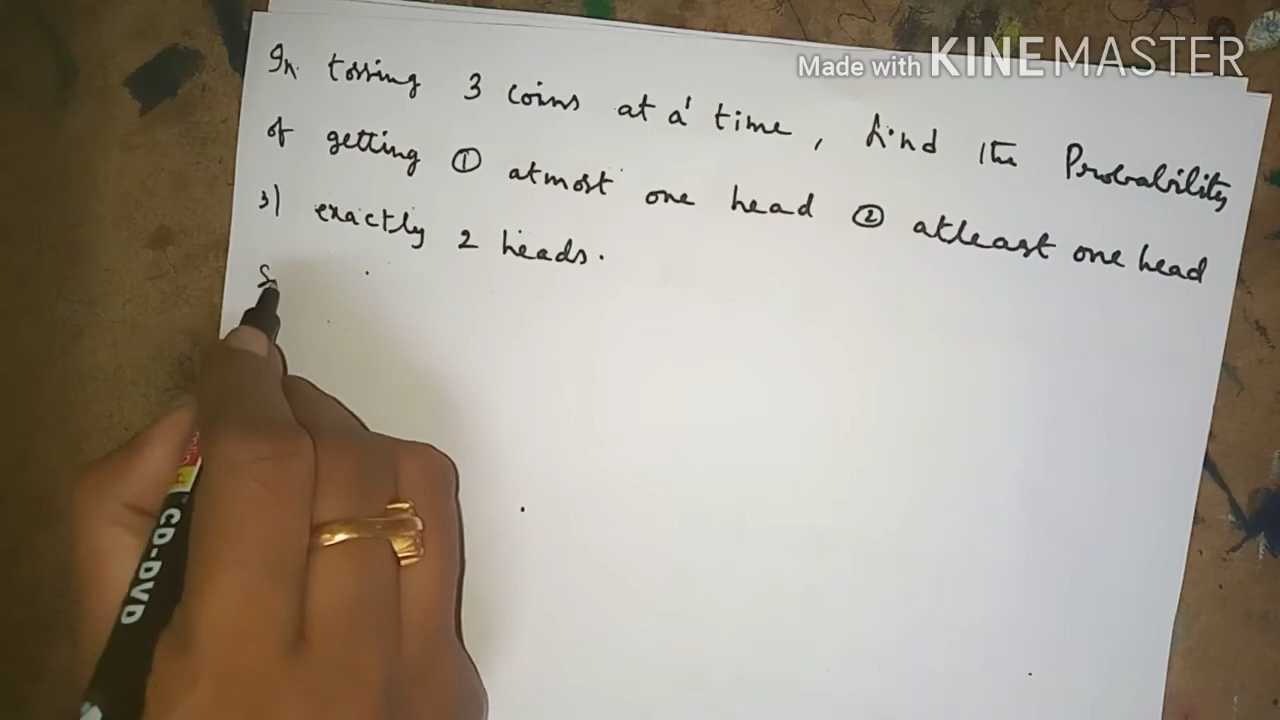 Made with KINEMASTER
In tossing 3 coins at a time, find the Probability
of getting ① atmost one head ② atleast one head
3) exactly 2 heads.
S
CD-DVD